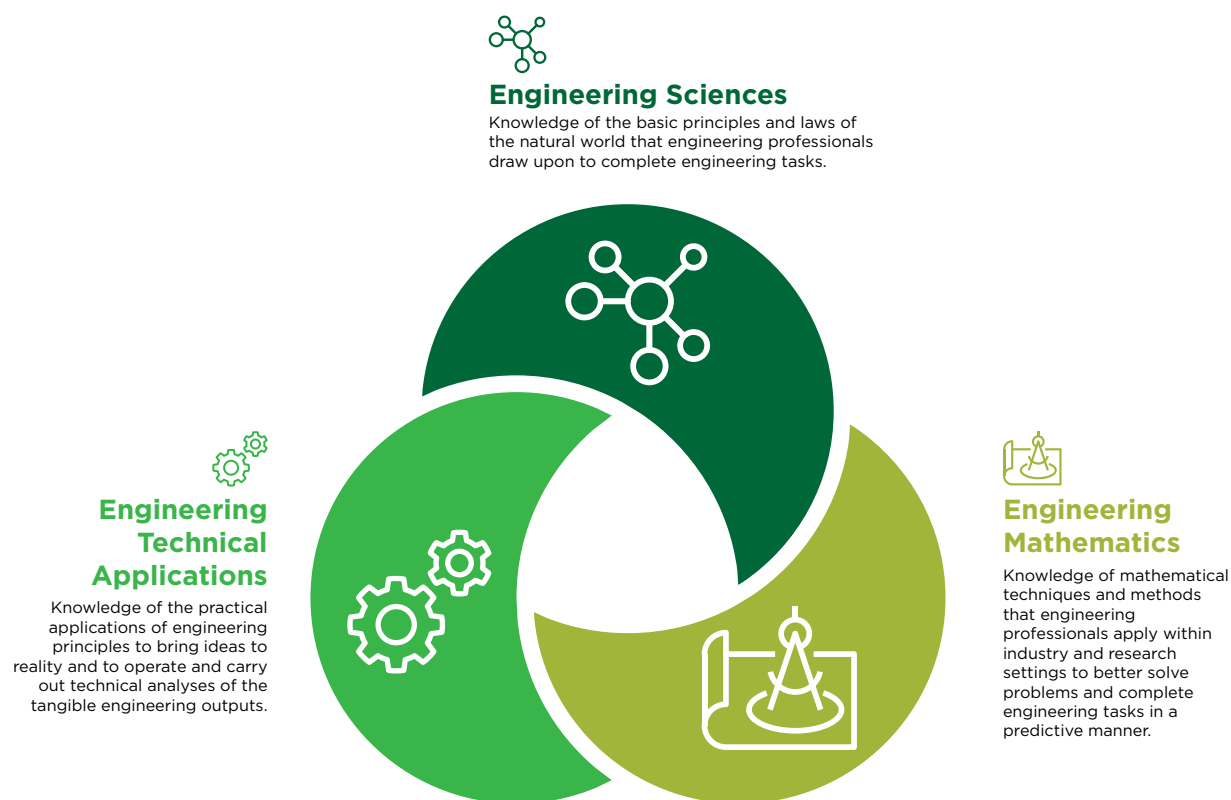 Engineering Sciences
Knowledge of the basic principles and laws of
the natural world that engineering professionals
draw upon to complete engineering tasks.
Engineering
Technical
Applications
Knowledge of the practical
applications of engineering
principles to bring ideas to
reality and to operate and carry
out technical analyses of the
tangible engineering outputs.
Engineering
Mathematics
Knowledge of mathematical
techniques and methods
that engineering
professionals apply within
industry and research
settings to better solve
problems and complete
engineering tasks in a
predictive manner.